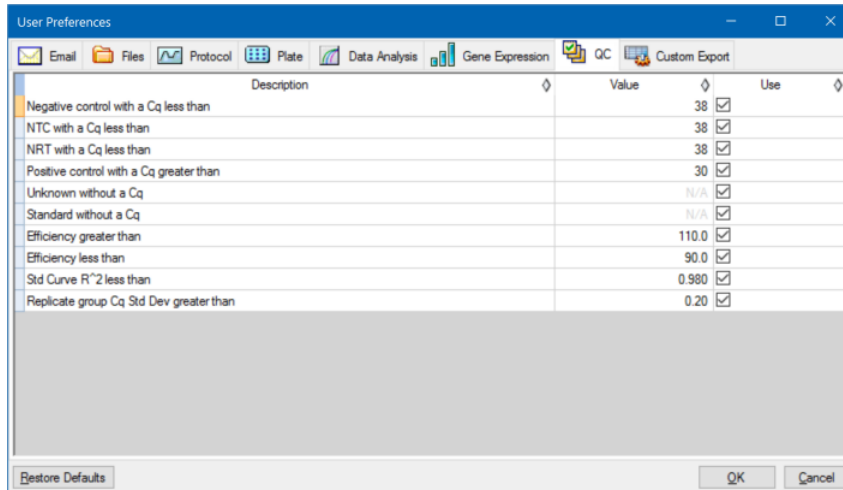 User Preferences
Email Files Protocol Plate Data Analysis Gene Expression QC Custom Export
Description Value Use
Negative control with a Cq less than 38
NTC with a Cq less than 38
NRT with a Cq less than 38
Positive control with a Cq greater than 30
Unknown without a Cq N/A
Standard without a Cq N/A
Efficiency greater than 110.0
Efficiency less than 90.0
Std Curve R^2 less than 0.980
Replicate group Cq Std Dev greater than 0.20
Restore Defaults OK Cancel